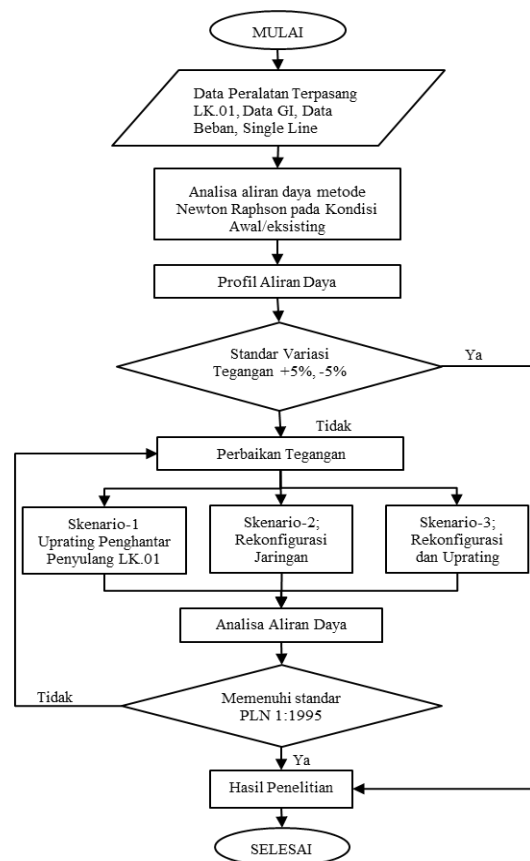 MULAI
Data Peralatan Terpasang
LK.01, Data GI, Data
Beban, Single Line
Analisa aliran daya metode
Newton Raphson pada Kondisi
Awal/eksisting
Profil Aliran Daya
Standar Variasi
Tegangan +5%, -5%
Ya
Tidak
Perbaikan Tegangan
Skenario-1
Uprating Penghantar
Penyulang LK.01
Skenario-2;
Rekonfigurasi
Jaringan
Skenario-3;
Rekonfigurasi
dan Uprating
Analisa Aliran Daya
Tidak
Memenuhi standar
PLN 1:1995
Ya
Hasil Penelitian
SELESAI